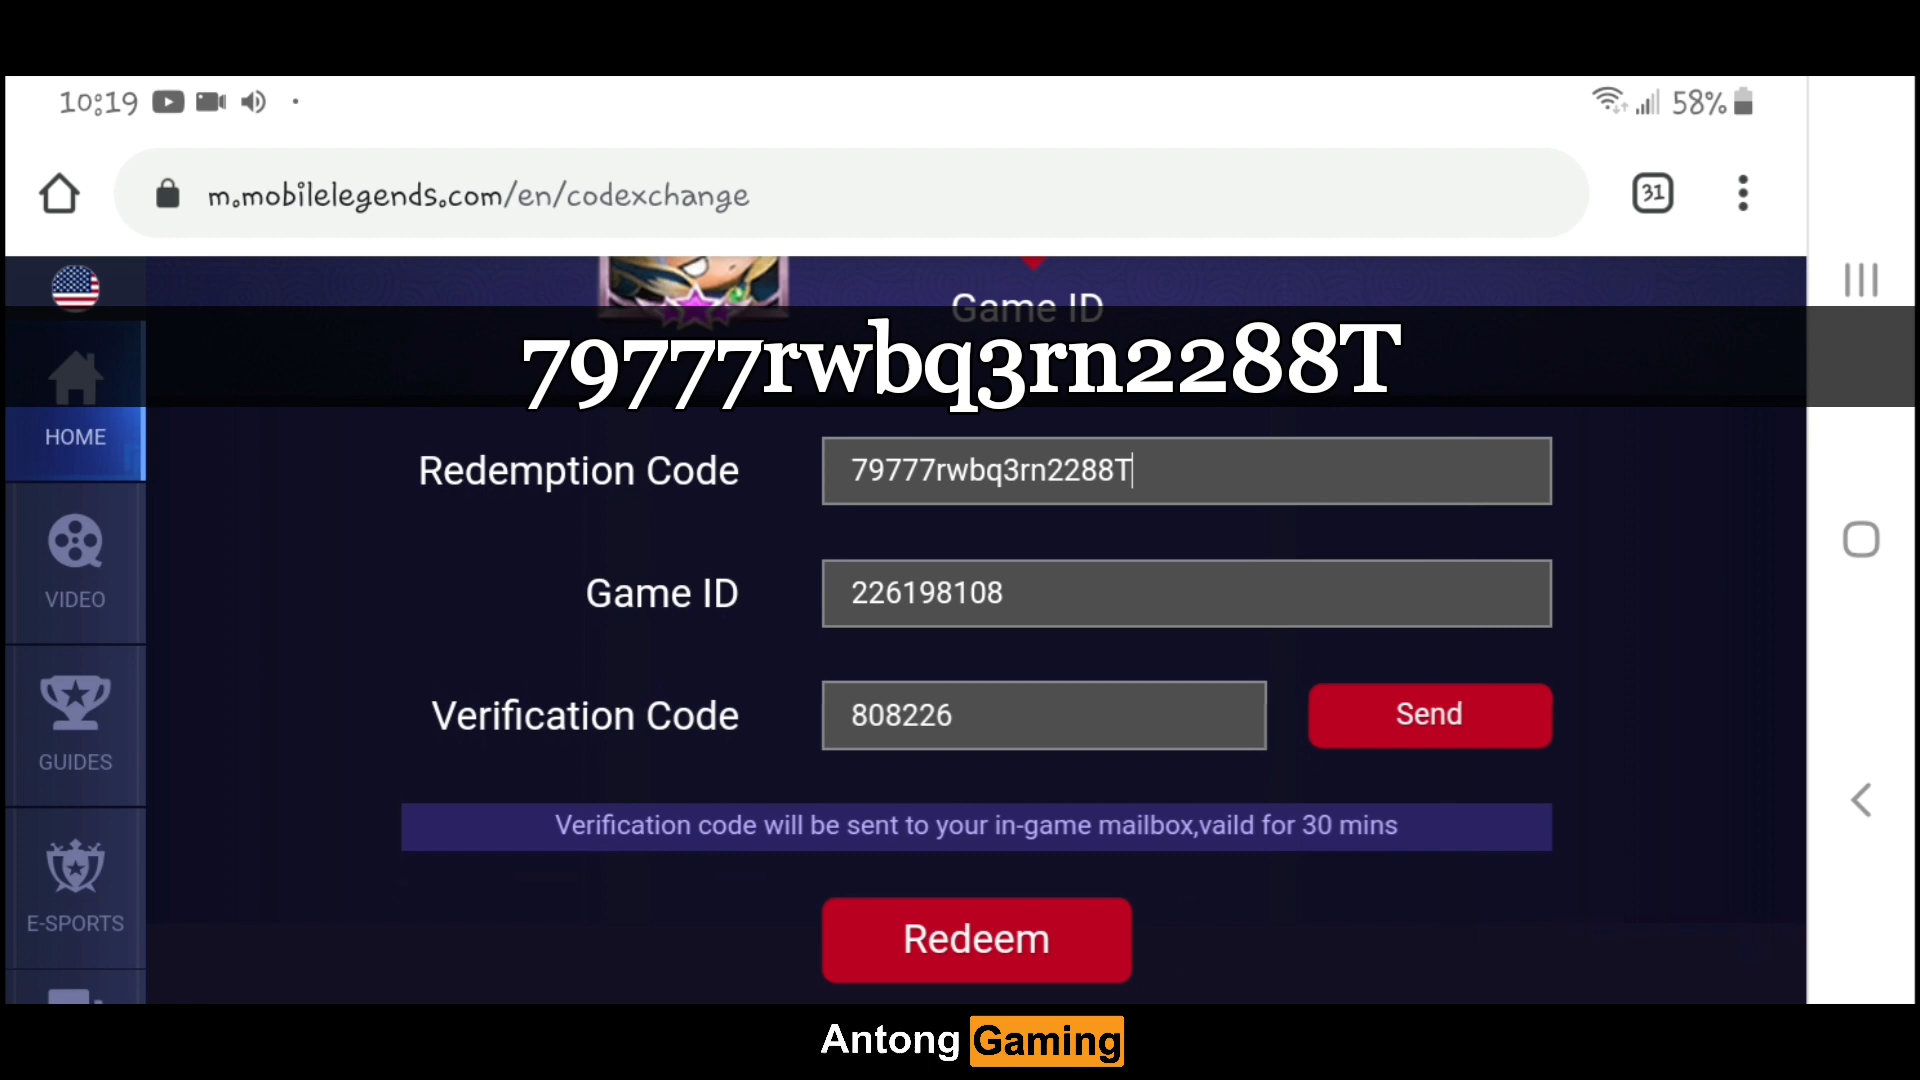 10:19 58%
m.mobilelegends.com/en/codexchange 31
Game ID
79777rwbq3rn2288T
HOME
Redemption Code 79777rwbq3rn2288T
VIDEO
Game ID 226198108
GUIDES
Verification Code 808226 Send
Verification code will be sent to your in-game mailbox,vaild for 30 mins
E-SPORTS
Redeem
Antong Gaming